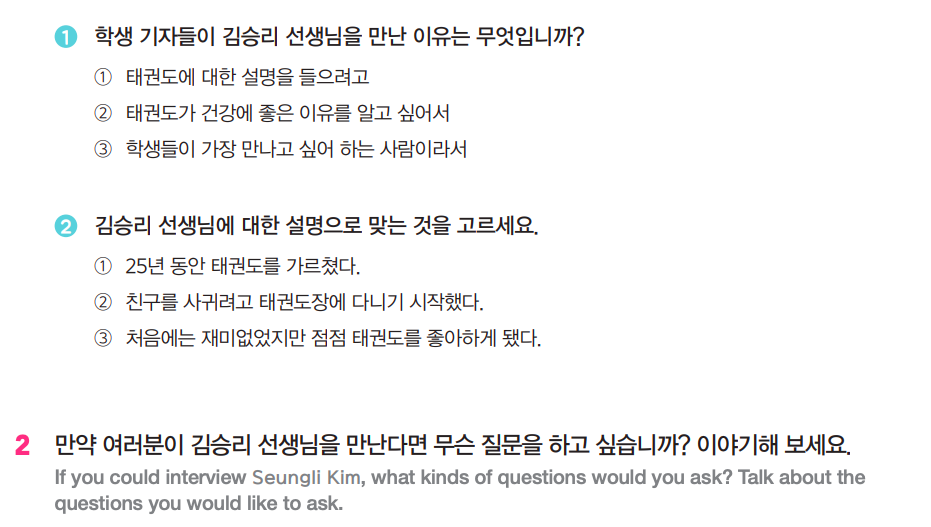 1 학생 기자들이 김승리 선생님을 만난 이유는 무엇입니까?
① 태권도에 대한 설명을 들으려고
② 태권도가 건강에 좋은 이유를 알고 싶어서
③ 학생들이 가장 만나고 싶어 하는 사람이라서
2 김승리 선생님에 대한 설명으로 맞는 것을 고르세요.
① 25년 동안 태권도를 가르쳤다.
② 친구를 사귀려고 태권도장에 다니기 시작했다.
③ 처음에는 재미없었지만 점점 태권도를 좋아하게 됐다.
2 만약 여러분이 김승리 선생님을 만난다면 무슨 질문을 하고 싶습니까? 이야기해 보세요.
If you could interview Seungli Kim, what kinds of questions would you ask? Talk about the
questions you would like to ask.